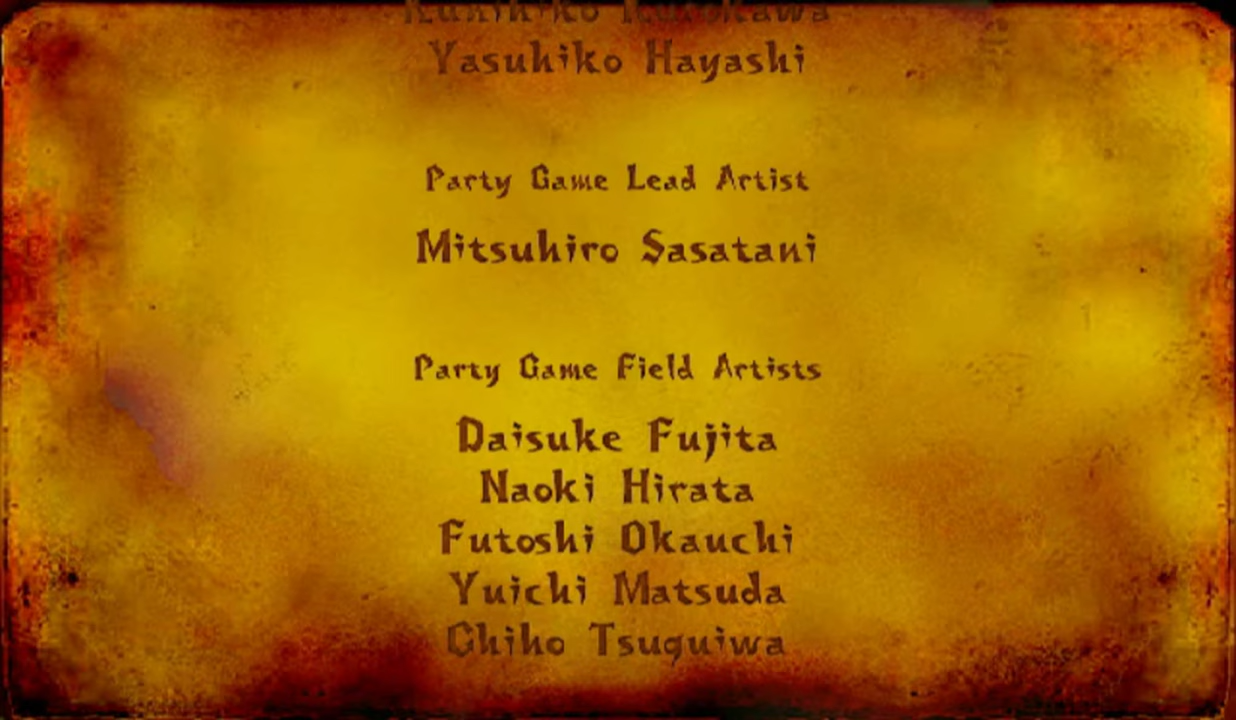 Yasuhiko Hayashi
Party Game Lead Artist
Mitsuhiro Sasatani
Party Game Field Artists
Daisuke Fujita
Naoki Hirata
Futoshi Okauchi
Yuichi Matsuda
Chiho Tsuguiwa